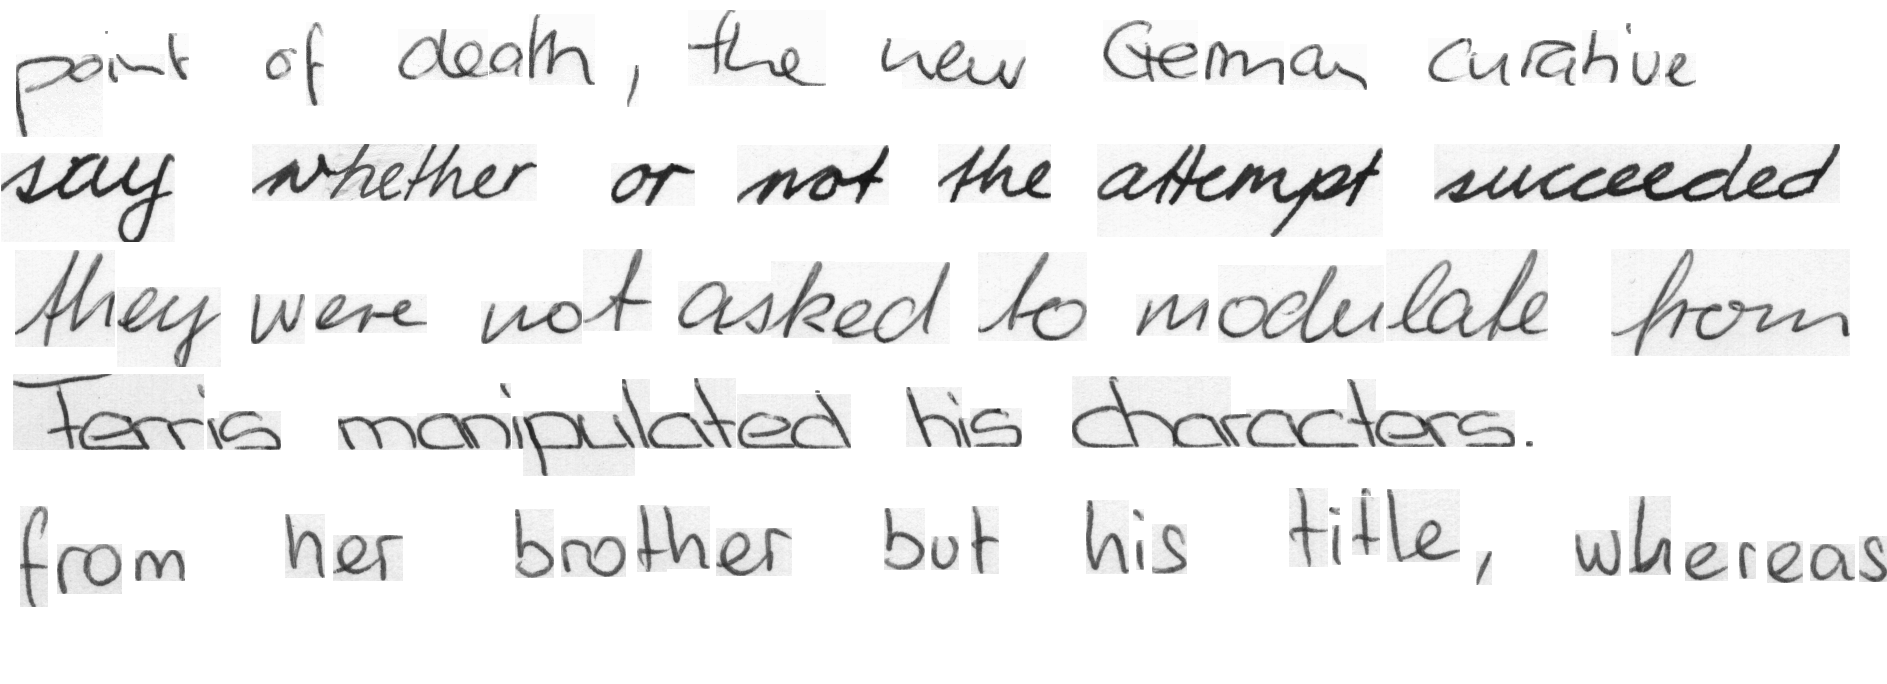 point of death, the new German curative
say whether or not the attempt succeeded
they were not asked to modulate from
Ferris manipulated his characters.
from her brother but his title, whereas